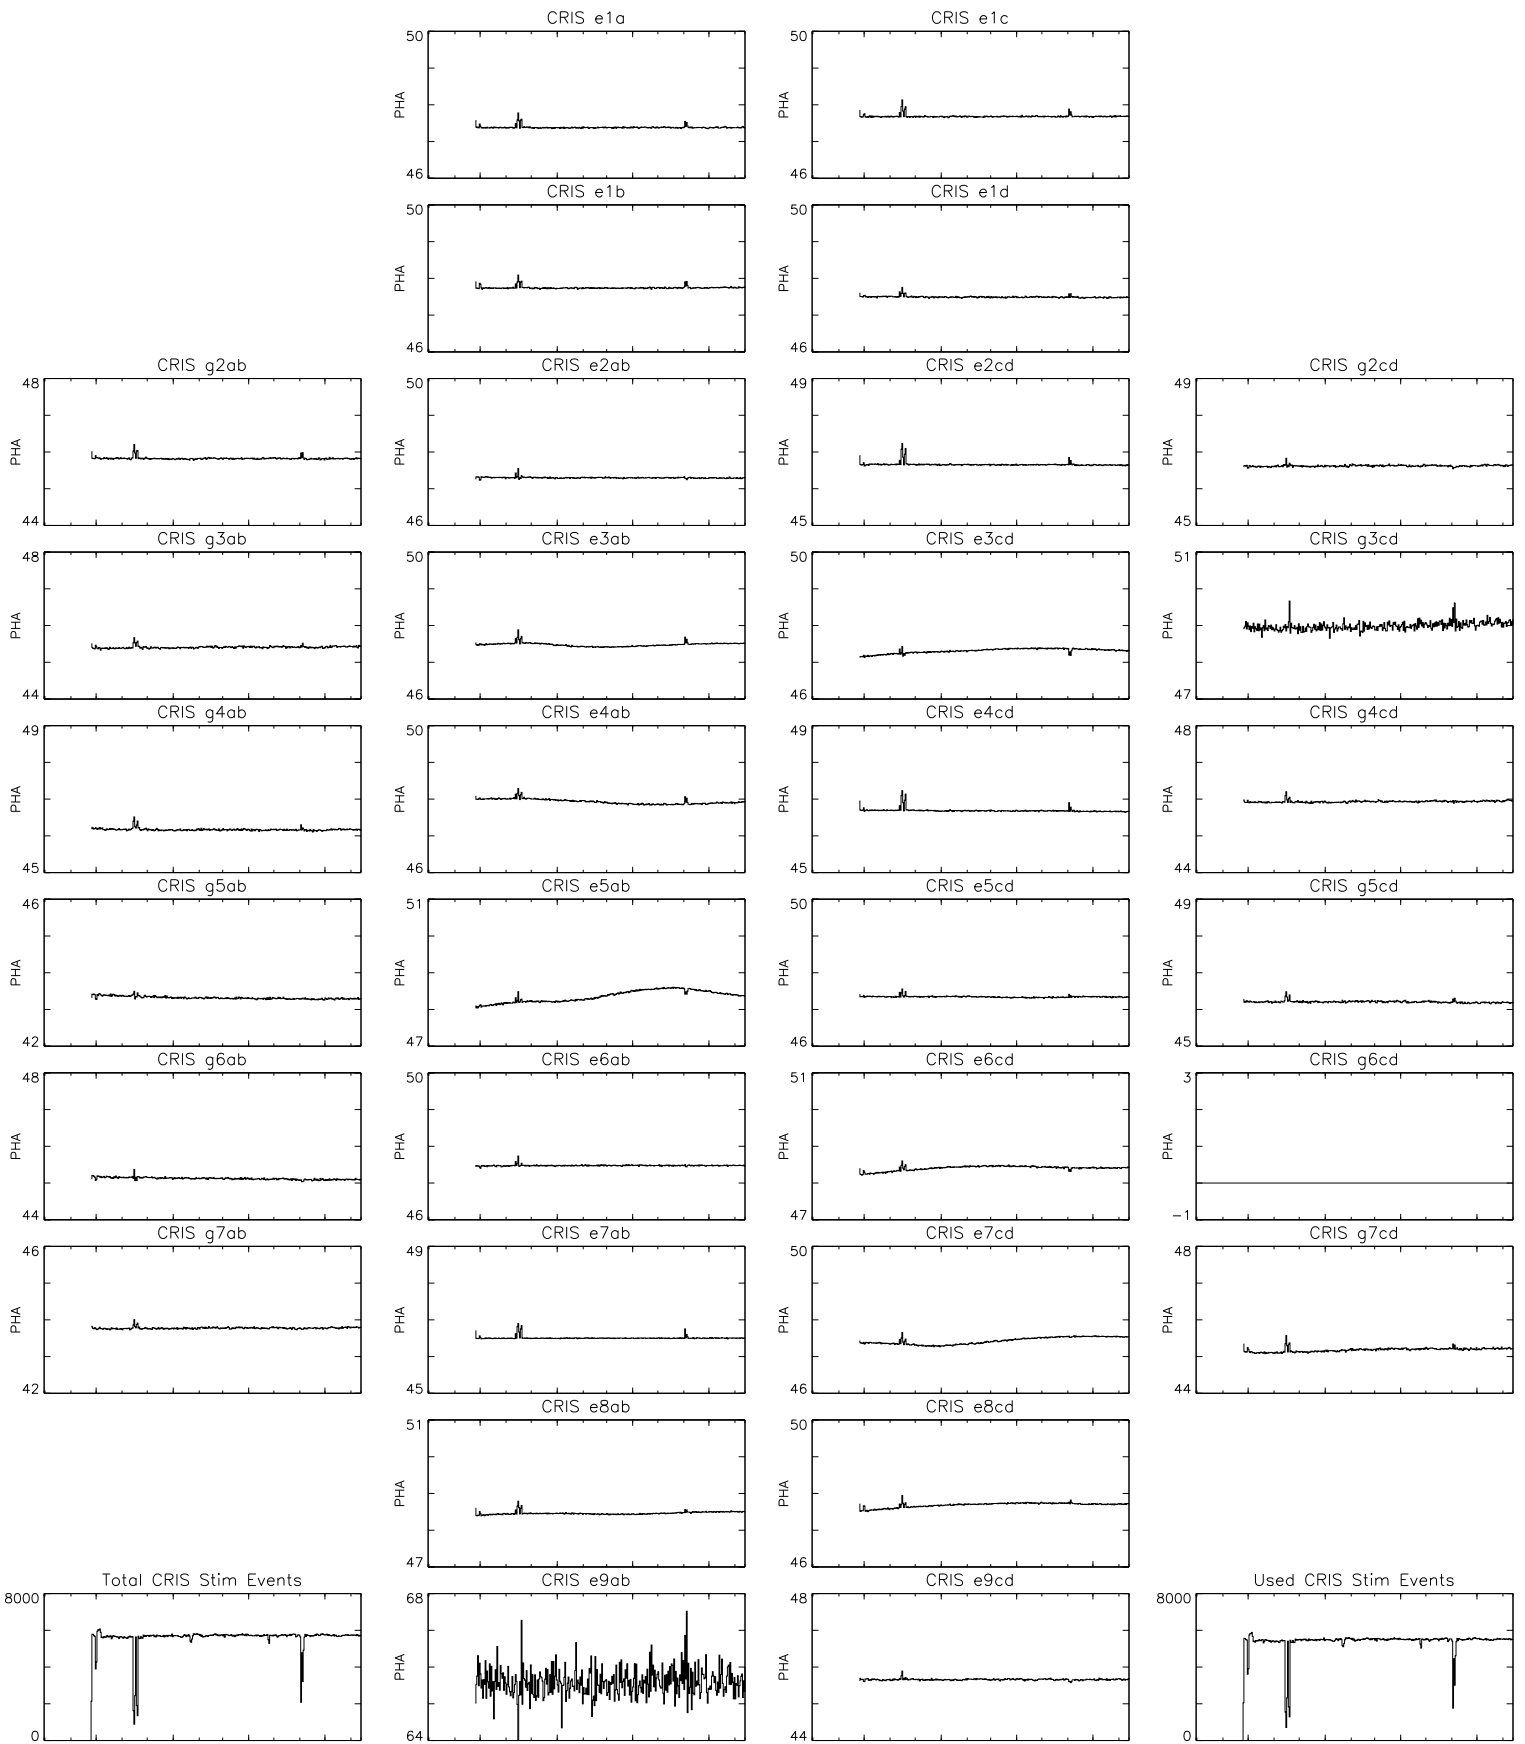 CRIS e1a
CRIS e1c
50
PHA
46
50
PHA
46
CRIS e1b
CRIS e1d
50
PHA
46
50
PHA
46
CRIS g2ab
CRIS e2ab
CRIS e2cd
CRIS g2cd
48
PHA
44
50
PHA
46
49
PHA
45
49
PHA
45
CRIS g3ab
CRIS e3ab
CRIS e3cd
CRIS g3cd
48
PHA
44
50
PHA
46
50
PHA
46
51
PHA
47
CRIS g4ab
CRIS e4ab
CRIS e4cd
CRIS g4cd
49
PHA
45
50
PHA
46
49
PHA
45
48
PHA
44
CRIS g5ab
CRIS e5ab
CRIS e5cd
CRIS g5cd
46
PHA
42
51
PHA
47
50
PHA
46
49
PHA
45
CRIS g6ab
CRIS e6ab
CRIS e6cd
CRIS g6cd
48
PHA
44
50
PHA
46
51
PHA
47
3
PHA
-1
CRIS g7ab
CRIS e7ab
CRIS e7cd
CRIS g7cd
46
PHA
42
49
PHA
45
50
PHA
46
48
PHA
44
CRIS e8ab
CRIS e8cd
51
PHA
47
50
PHA
46
Total CRIS Stim Events
CRIS e9ab
CRIS e9cd
Used CRIS Stim Events
8000
0
68
PHA
64
48
PHA
44
8000
0